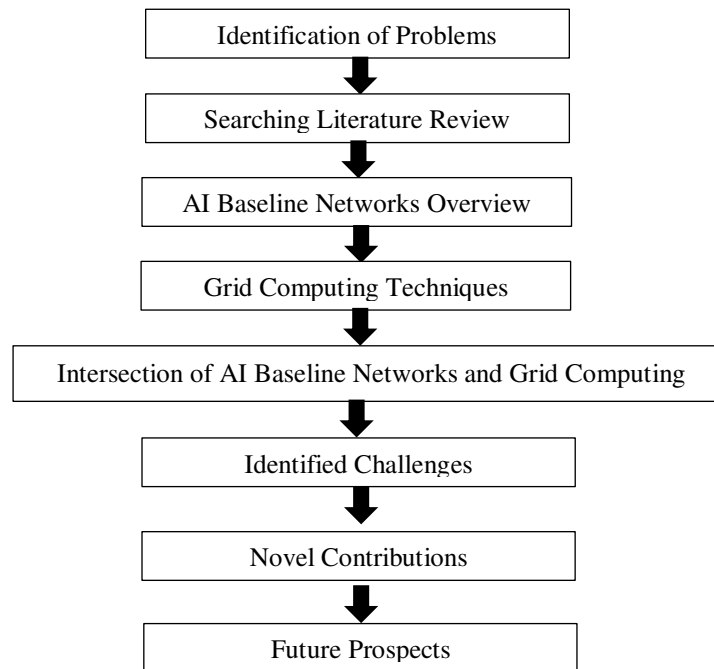 Identification of Problems
Searching Literature Review
AI Baseline Networks Overview
Grid Computing Techniques
Intersection of AI Baseline Networks and Grid Computing
Identified Challenges
Novel Contributions
Future Prospects